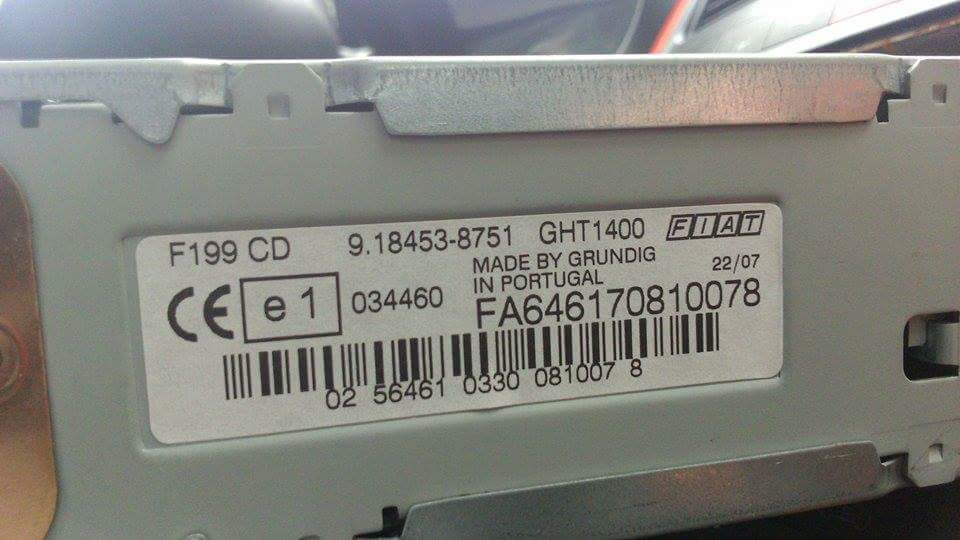 F199 CD 9.18453-8751 GHT1400 FIAT
MADE BY GRUNDIG 22/07
IN PORTUGAL
CE e 1 034460 FA646170810078
02 56461 0330 081007 8